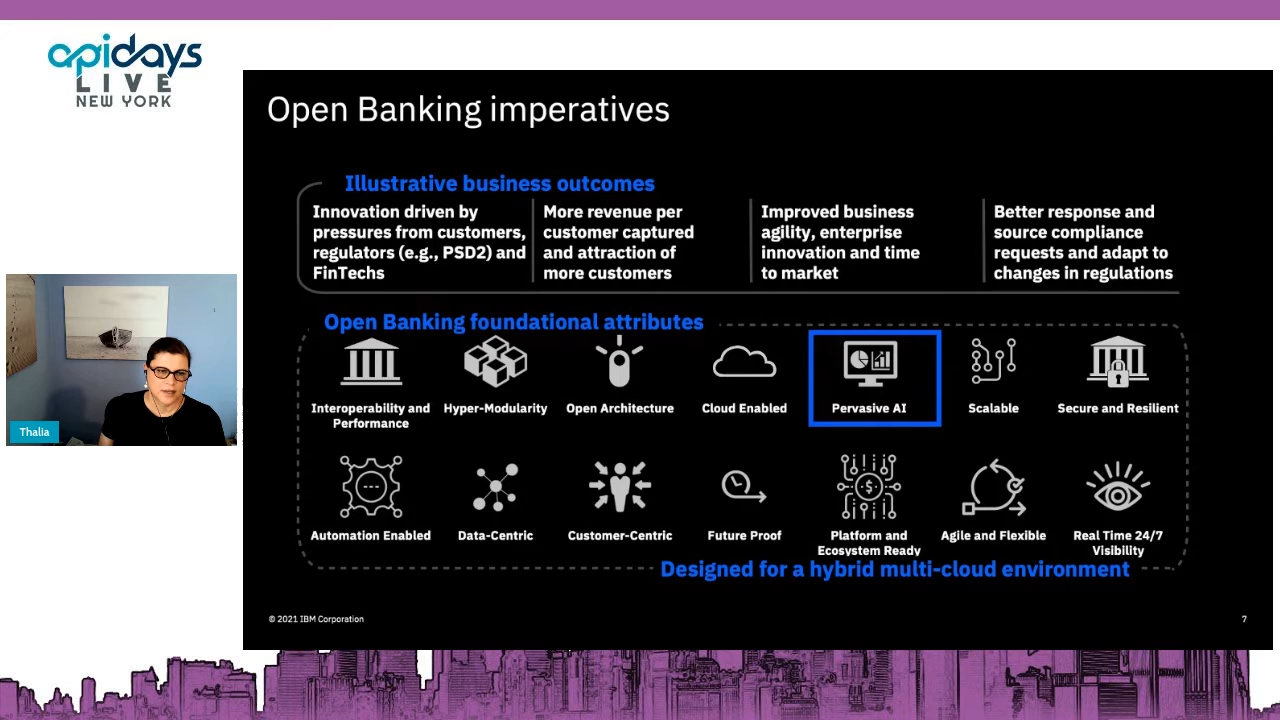 apidays
LIVE
NEW YORK
Open Banking imperatives
Illustrative business outcomes
Innovation driven by
pressures from customers,
regulators (e.g., PSD2) and
FinTechs
More revenue per
customer captured
and attraction of
more customers
Improved business
agility, enterprise
innovation and time
to market
Better response and
source compliance
requests and adapt to
changes in regulations
Open Banking foundational attributes
Interoperability and
Performance
Hyper-Modularity
Open Architecture
Cloud Enabled
Pervasive AI
Scalable
Secure and Resilient
Automation Enabled
Data-Centric
Customer-Centric
Future Proof
Platform and
Ecosystem Ready
Agile and Flexible
Real Time 24/7
Visibility
Designed for a hybrid multi-cloud environment
© 2021 IBM Corporation
7
Thalia